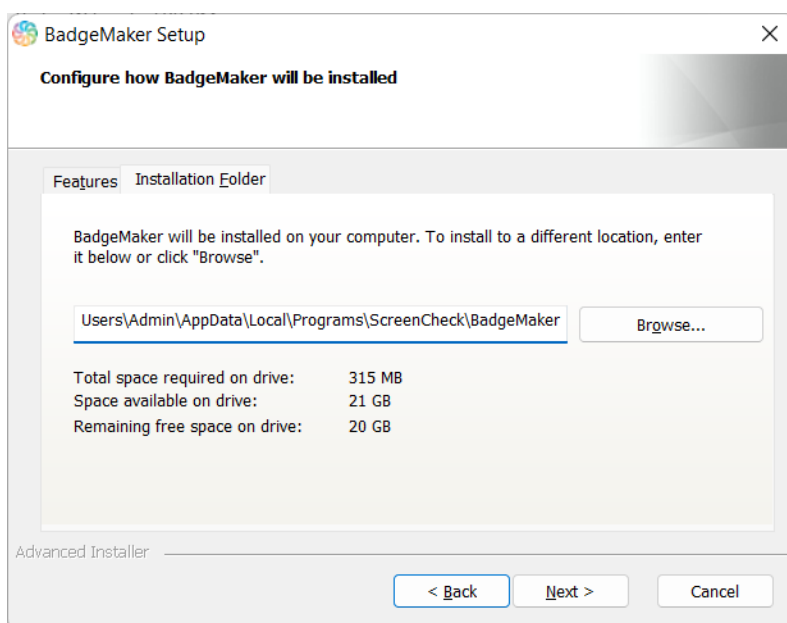 BadgeMaker Setup
Configure how BadgeMaker will be installed
Features
Installation Folder
BadgeMaker will be installed on your computer. To install to a different location, enter
it below or click "Browse".
Users\Admin\AppData\Local\Programs\ScreenCheck\BadgeMaker
Browse...
Total space required on drive: 315 MB
Space available on drive: 21 GB
Remaining free space on drive: 20 GB
Advanced Installer
< Back
Next >
Cancel